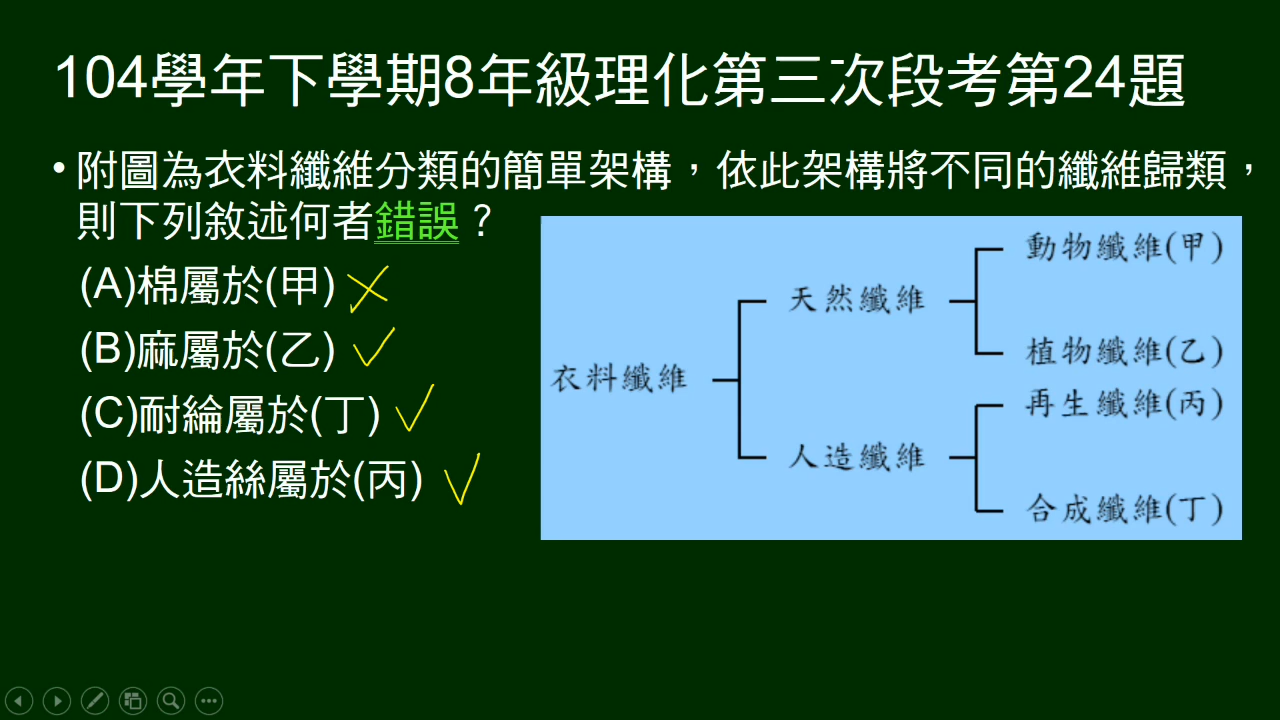 104學年下學期8年級理化第三次段考第24題
• 附圖為衣料纖維分類的簡單架構，依此架構將不同的纖維歸類，
則下列敘述何者錯誤？
(A)棉屬於(甲)
(B)麻屬於(乙)
(C)耐綸屬於(丁)
(D)人造絲屬於(丙)
衣料纖維
天然纖維
動物纖維(甲)
植物纖維(乙)
人造纖維
再生纖維(丙)
合成纖維(丁)